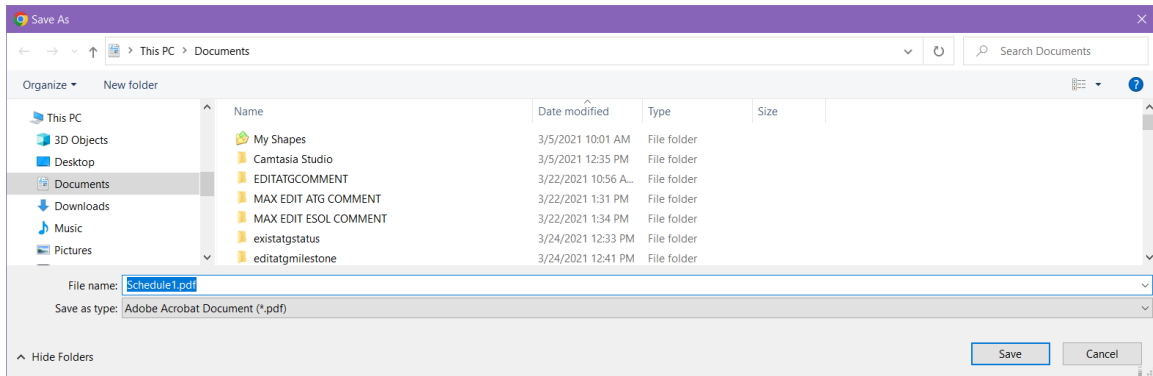 Save As
This PC > Documents
Search Documents
Organize
New folder
This PC
3D Objects
Desktop
Documents
Downloads
Music
Pictures
Name Date modified Type Size
My Shapes 3/5/2021 10:01 AM File folder
Camtasia Studio 3/5/2021 12:35 PM File folder
EDITATGCOMMENT 3/22/2021 10:56 A... File folder
MAX EDIT ATG COMMENT 3/22/2021 1:31 PM File folder
MAX EDIT ESOL COMMENT 3/22/2021 1:34 PM File folder
existatgstatus 3/24/2021 12:33 PM File folder
editatgmilestone 3/24/2021 12:41 PM File folder
File name: Schedule1.pdf
Save as type: Adobe Acrobat Document (*.pdf)
Hide Folders
Save
Cancel